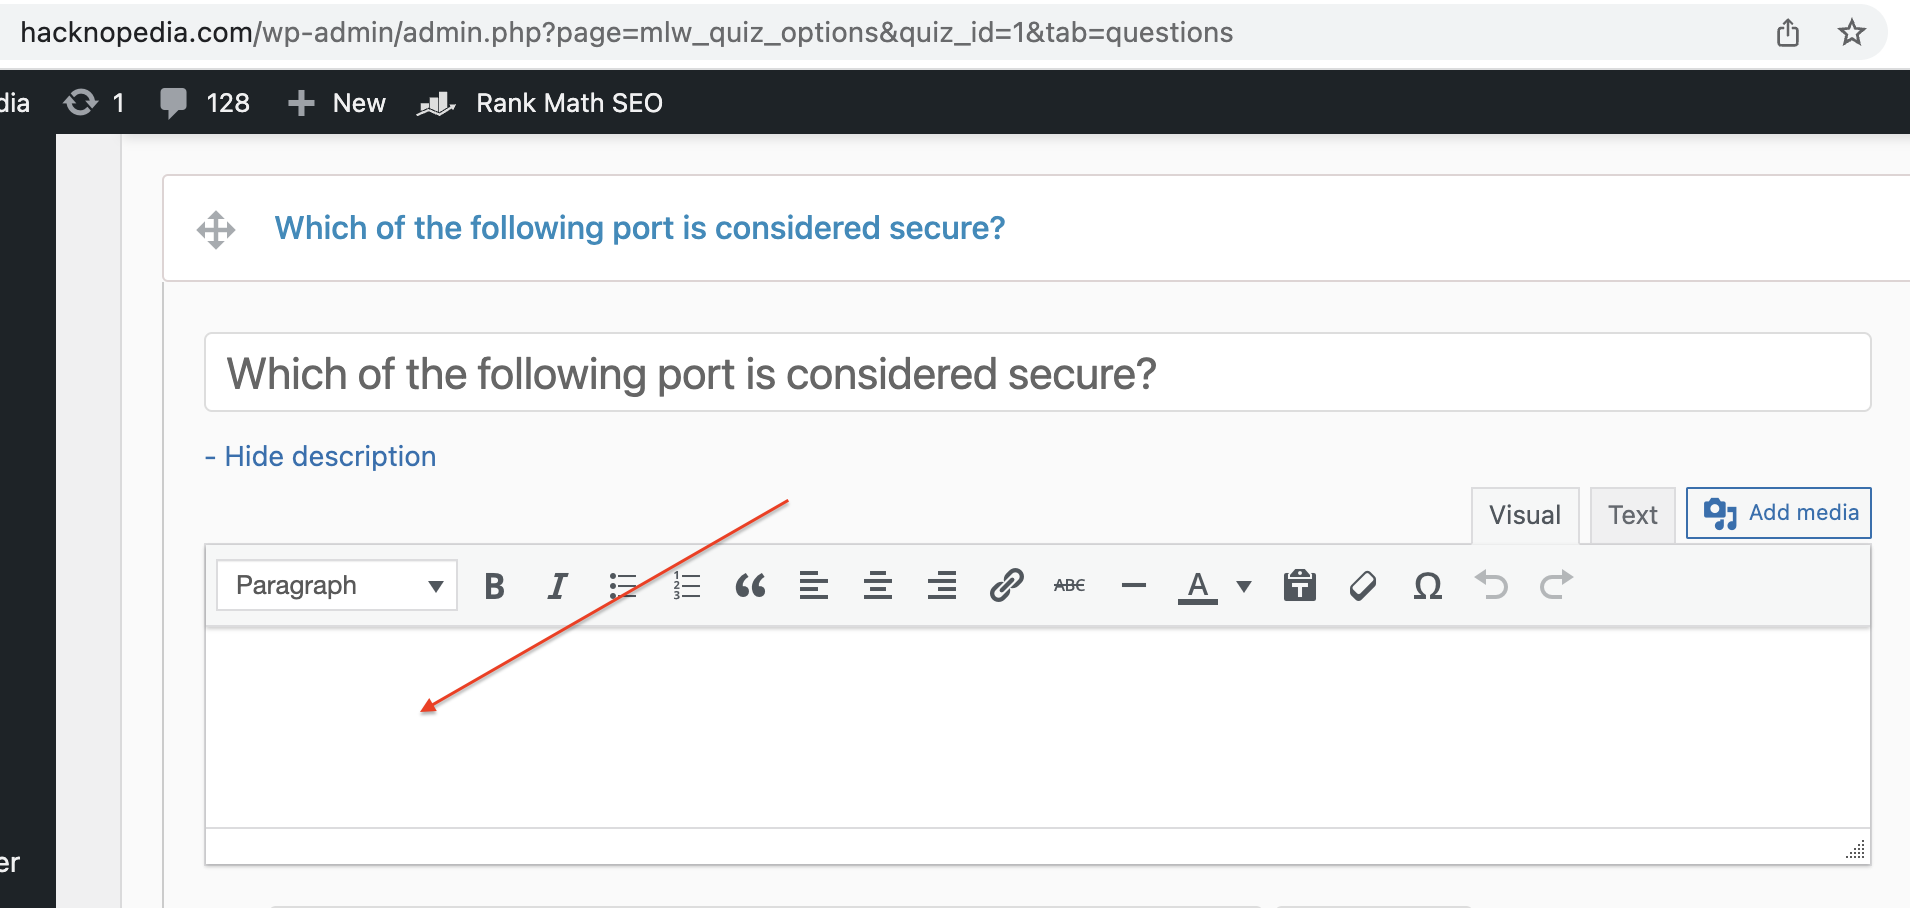 hacknopedia.com/wp-admin/admin.php?page=mlw_quiz_options&quiz_id=1&tab=questions
dia 1 128 New Rank Math SEO
Which of the following port is considered secure?
Which of the following port is considered secure?
- Hide description
Visual Text Add media
Paragraph B I ABC A Ω
er